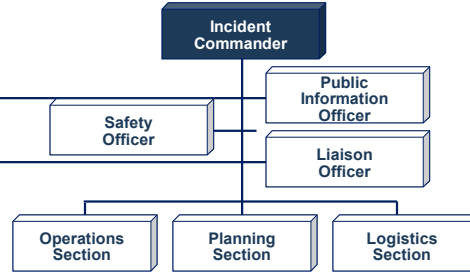 Incident
Commander
Public
Information
Officer
Safety
Officer
Liaison
Officer
Operations
Section
Planning
Section
Logistics
Section